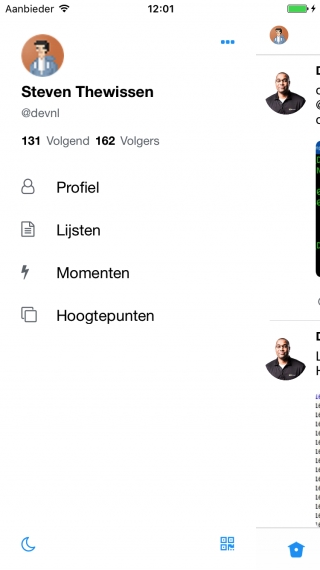 Aanbieder 12:01
Steven Thewissen
@devnl
131 Volgend 162 Volgers
Profiel
Lijsten
Momenten
Hoogtepunten